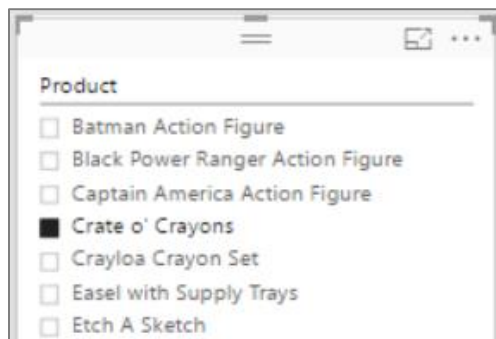 Product
Batman Action Figure
Black Power Ranger Action Figure
Captain America Action Figure
Crate o' Crayons
Crayloa Crayon Set
Easel with Supply Trays
Etch A Sketch